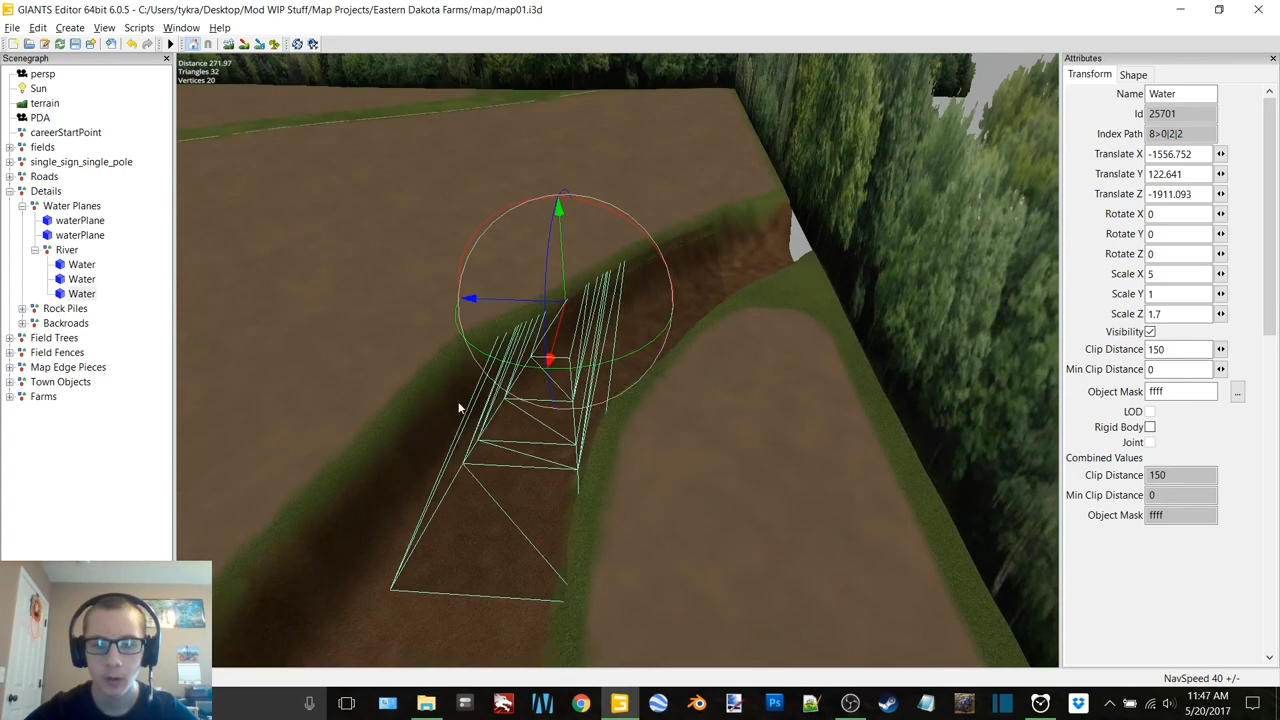 GIANTS Editor 64bit 6.0.5 - C:/Users/tykra/Desktop/Mod WIP Stuff/Map Projects/Eastern Dakota Farms/map/map01.i3d
File Edit Create View Scripts Window Help
Scenegraph
persp
Sun
terrain
PDA
careerStartPoint
fields
single_sign_single_pole
Roads
Details
Water Planes
waterPlane
waterPlane
River
Water
Water
Water
Rock Piles
Backroads
Field Trees
Field Fences
Map Edge Pieces
Town Objects
Farms
Distance 271.97
Triangles 32
Vertices 20
Attributes
Transform Shape
Name Water
Id 25701
Index Path 8>0|2|2
Translate X -1556.752
Translate Y 122.641
Translate Z -1911.093
Rotate X 0
Rotate Y 0
Rotate Z 0
Scale X 5
Scale Y 1
Scale Z 1.7
Visibility
Clip Distance 150
Min Clip Distance 0
Object Mask ffff ...
LOD
Rigid Body
Joint
Combined Values
Clip Distance 150
Min Clip Distance 0
Object Mask ffff
NavSpeed 40 +/-
11:47 AM
5/20/2017